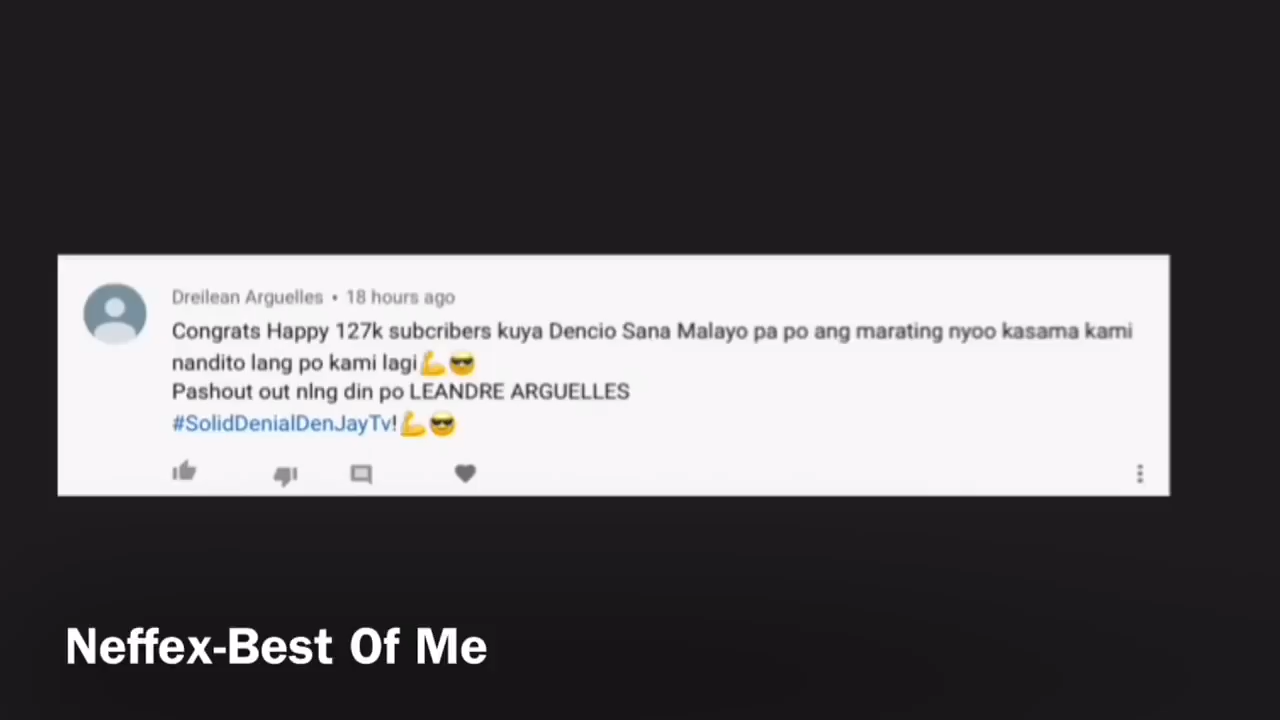 Dreilean Arguelles • 18 hours ago
Congrats Happy 127k subcribers kuya Dencio Sana Malayo pa po ang marating nyoo kasama kami
nandito lang po kami lagi💪😎
Pashout out nlng din po LEANDRE ARGUELLES
#SolidDenialDenJayTv!💪😎
Neffex-Best Of Me